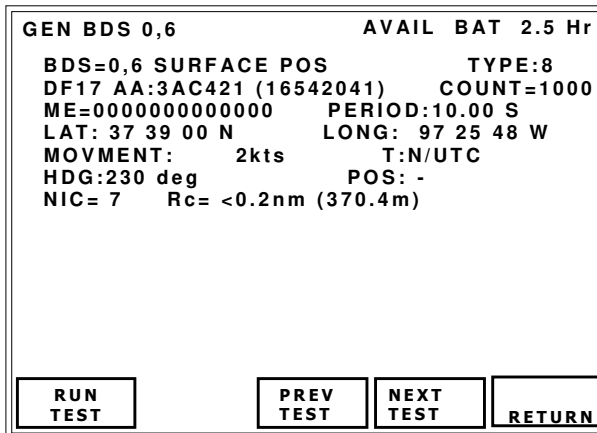 GEN BDS 0,6 AVAIL BAT 2.5 Hr
BDS=0,6 SURFACE POS TYPE:8
DF17 AA:3AC421 (16542041) COUNT=1000
ME=0000000000000 PERIOD:10.00 S
LAT: 37 39 00 N LONG: 97 25 48 W
MOVMENT: 2kts T:N/UTC
HDG:230 deg POS: -
NIC= 7 Rc= <0.2nm (370.4m)
RUN TEST
PREV TEST
NEXT TEST
RETURN